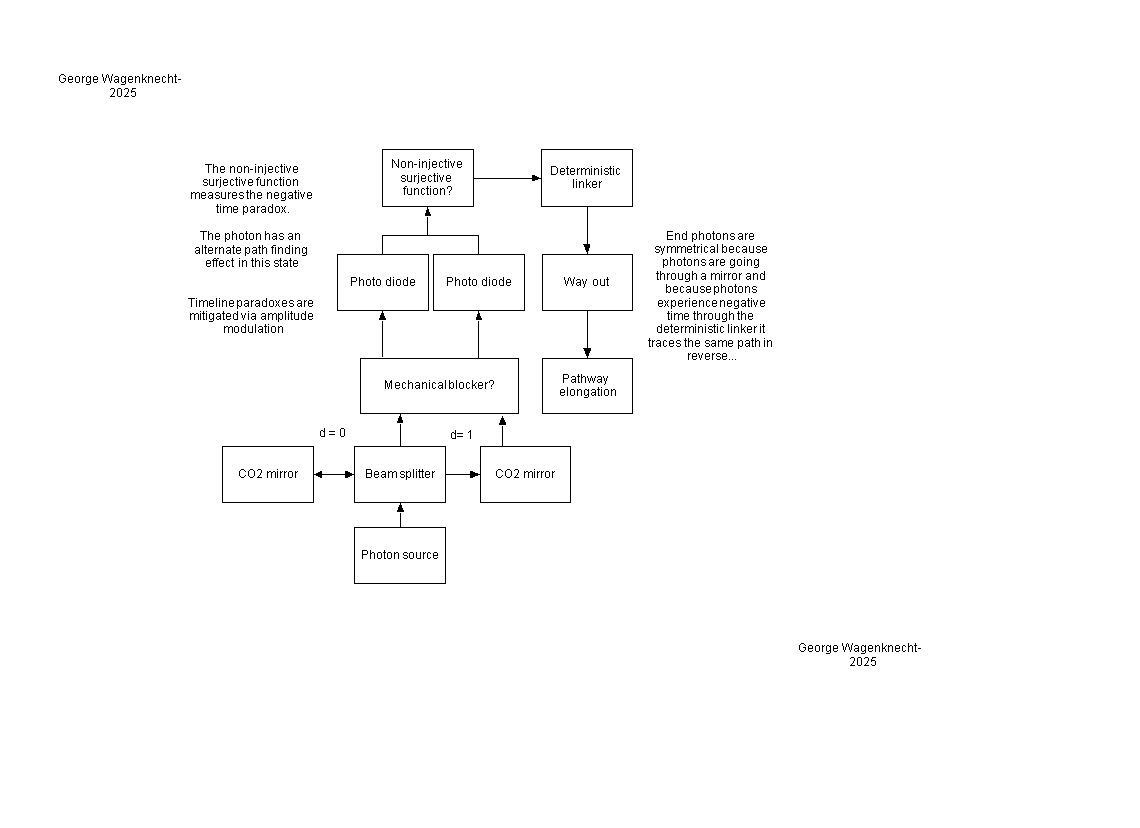 George Wagenknecht-
2025
The non-injective
surjective function
measures the negative
time paradox.
The photon has an
alternate path finding
effect in this state
Timeline paradoxes are
mitigated via amplitude
modulation
Non-injective
surjective
function?
Deterministic
linker
Photo diode
Photo diode
Way out
End photons are
symmetrical because
photons are going
through a mirror and
because photons
experience negative
time through the
deterministic linker it
traces the same path in
reverse...
Mechanical blocker?
Pathway
elongation
d = 0
d= 1
CO2 mirror
Beam splitter
CO2 mirror
Photon source
George Wagenknecht-
2025